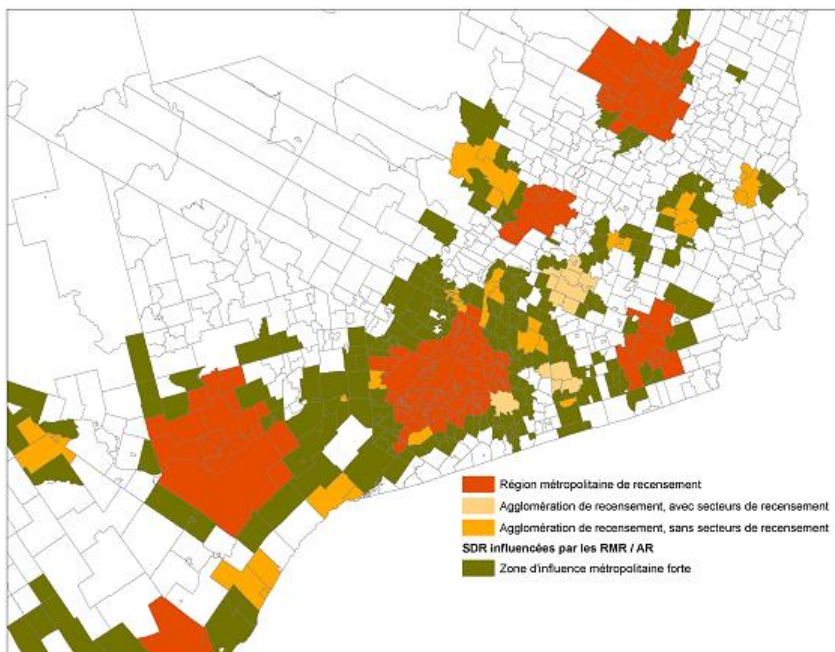 Région métropolitaine de recensement
Agglomération de recensement, avec secteurs de recensement
Agglomération de recensement, sans secteurs de recensement
SDR influencées par les RMR / AR
Zone d'influence métropolitaine forte